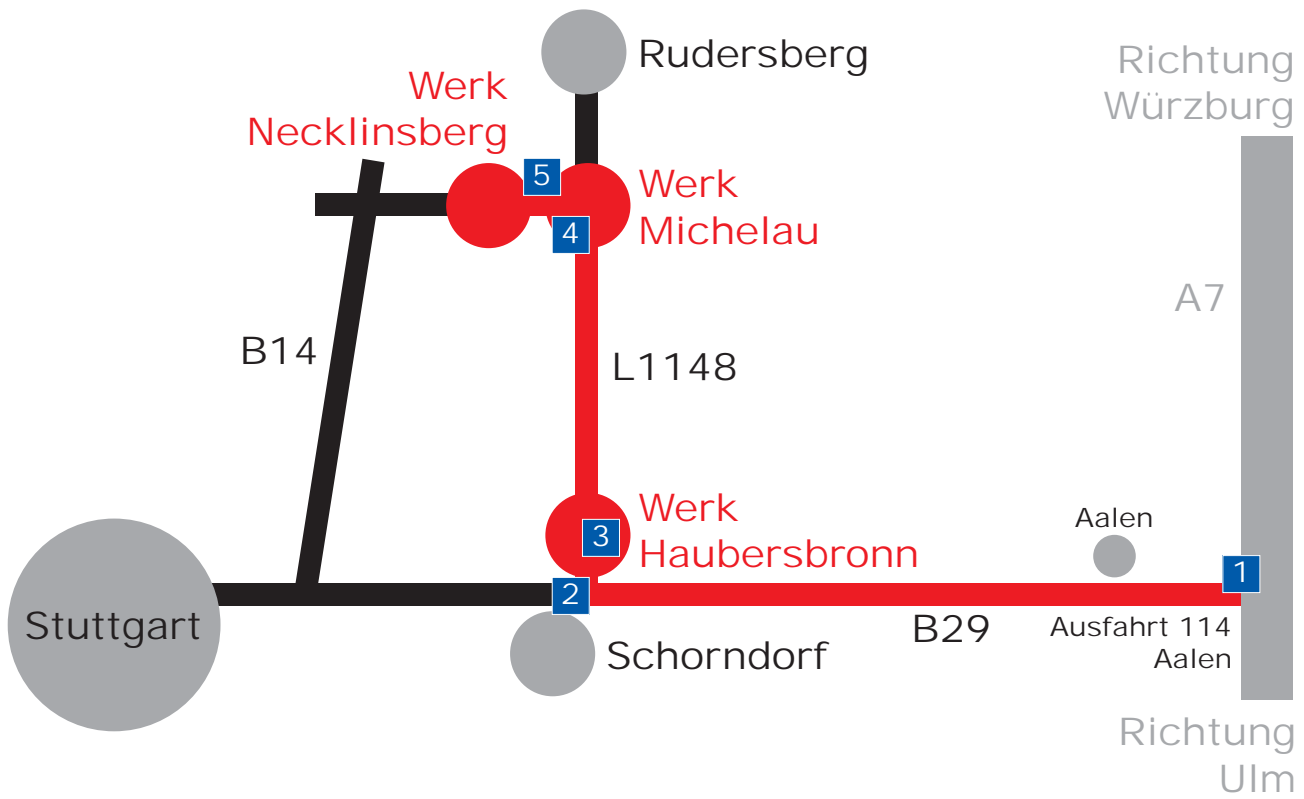 Rudersberg
Richtung
Würzburg
Werk
Necklinsberg
5
Werk
Michelau
4
A7
B14
L1148
Werk
Haubersbronn
3
Aalen
1
2
Stuttgart
Schorndorf
B29
Ausfahrt 114
Aalen
Richtung
Ulm